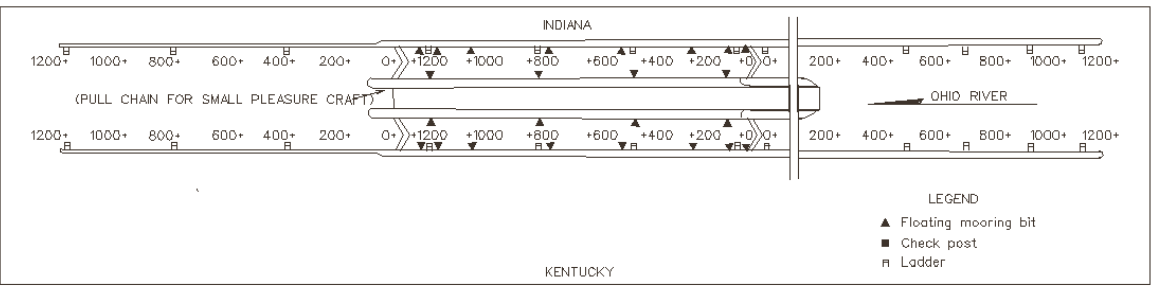 INDIANA
1200+ 1000+ 800+ 600+ 400+ 200+ 0+ +1200 +1000 +800 +600 +400 +200 +0 0+ 200+ 400+ 600+ 800+ 1000+ 1200+
(PULL CHAIN FOR SMALL PLEASURE CRAFT)
OHIO RIVER
1200+ 1000+ 800+ 600+ 400+ 200+ 0+ +1200 +1000 +800 +600 +400 +200 +0 0+ 200+ 400+ 600+ 800+ 1000+ 1200+
LEGEND
Floating mooring bit
Check post
Ladder
KENTUCKY